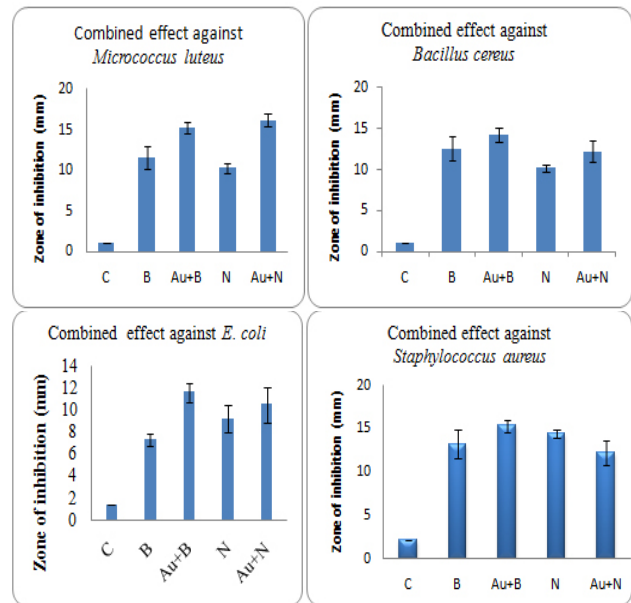 Combined effect against
Micrococcus luteus
Zone of inhibition (mm)
20
15
10
5
0
C B Au+B N Au+N
Combined effect against
Bacillus cereus
Zone of inhibition (mm)
20
15
10
5
0
C B Au+B N Au+N
Combined effect against E. coli
Zone of inhibition (mm)
14
12
10
8
6
4
2
0
C B Au+B N Au+N
Combined effect against
Staphylococcus aureus
Zone of inhibition (mm)
20
15
10
5
0
C B Au+B N Au+N